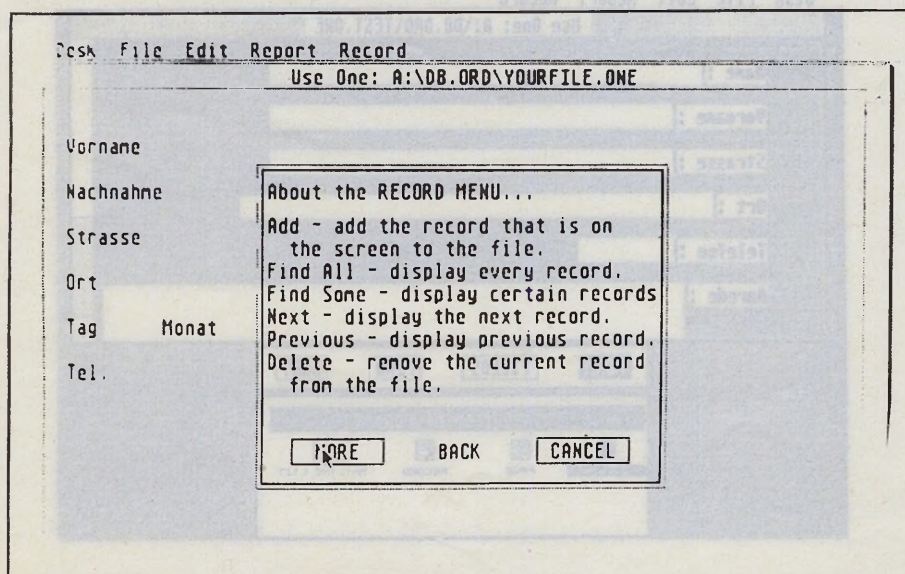 Desk File Edit Report Record
Use One: A:\DB.ORD\YOURFILE.ONE
Vorname
Nachnahme
Strasse
Ort
Tag Monat
Tel.
About the RECORD MENU...
Add - add the record that is on
the screen to the file.
Find All - display every record.
Find Some - display certain records
Next - display the next record.
Previous - display previous record.
Delete - remove the current record
from the file.
MORE BACK CANCEL